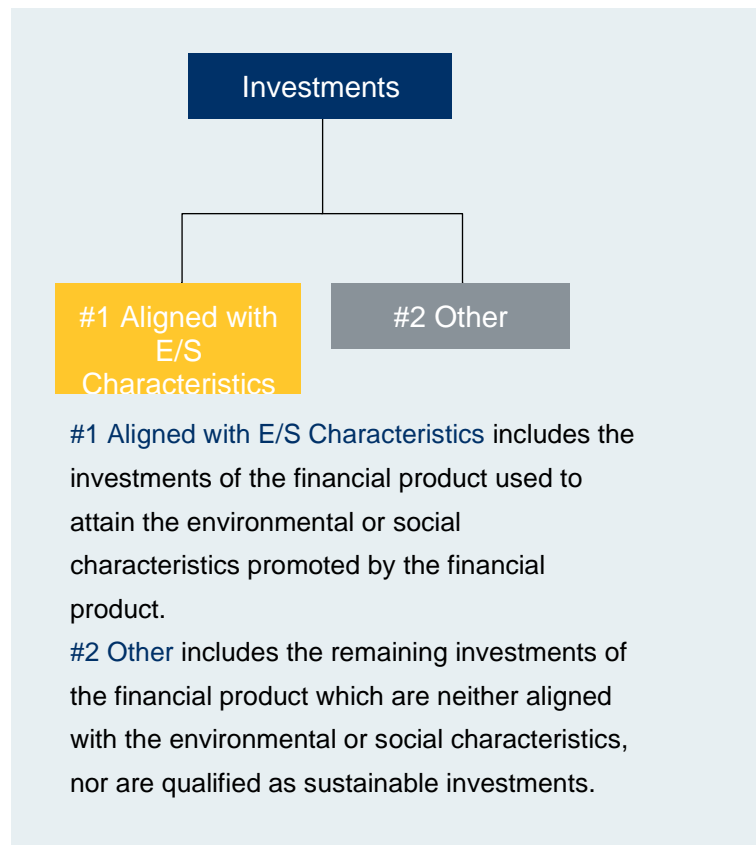 Investments
#1 Aligned with
E/S
Characteristics
#2 Other
#1 Aligned with E/S Characteristics includes the
investments of the financial product used to
attain the environmental or social
characteristics promoted by the financial
product.
#2 Other includes the remaining investments of
the financial product which are neither aligned
with the environmental or social characteristics,
nor are qualified as sustainable investments.